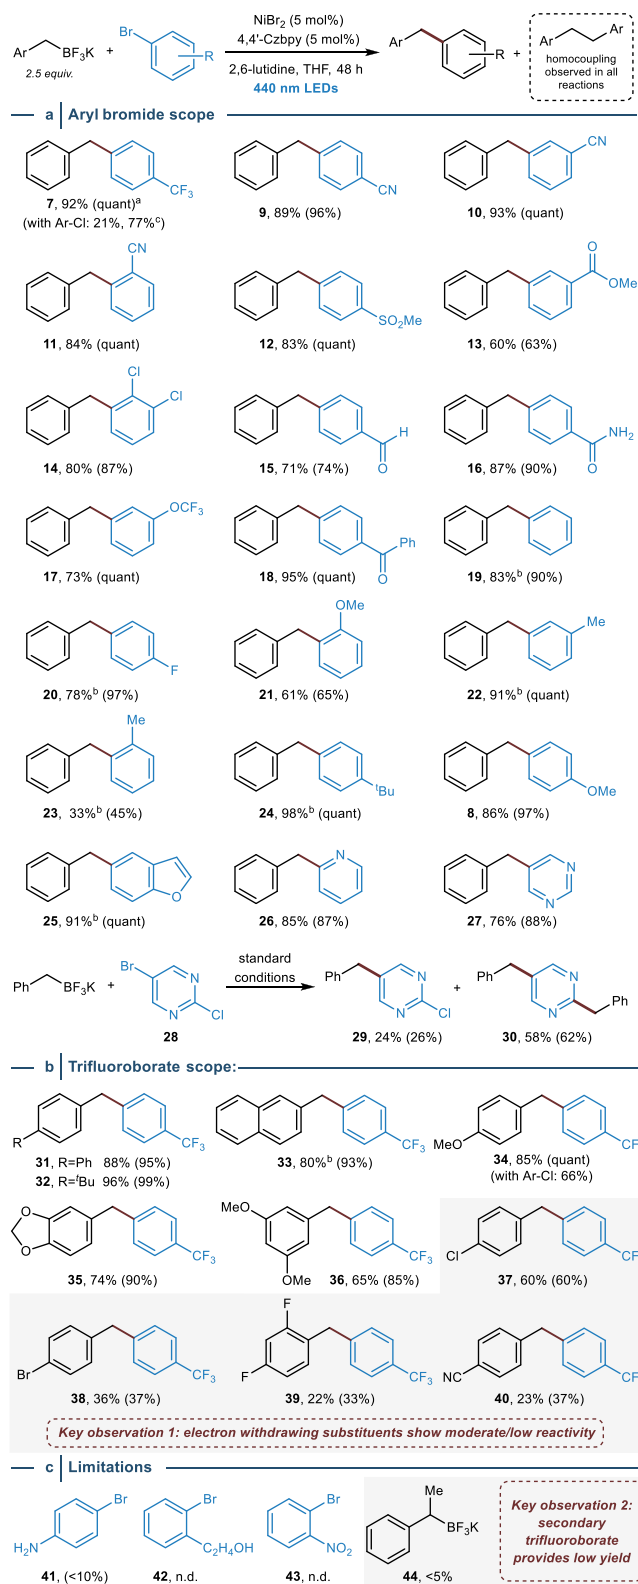 NiBr2 (5 mol%)
4,4'-Czbpy (5 mol%)
Ar BF3K + Br R Ar R + Ar Ar
2.5 equiv.
2,6-lutidine, THF, 48 h
440 nm LEDs
homocoupling
observed in all
reactions
a Aryl bromide scope
CF3 CN CN
7, 92% (quant)a
(with Ar-Cl: 21%, 77%c)
9, 89% (96%)
10, 93% (quant)
CN SO2Me O OMe
11, 84% (quant)
12, 83% (quant)
13, 60% (63%)
Cl Cl H O NH2 O
14, 80% (87%)
15, 71% (74%)
16, 87% (90%)
OCF3 Ph O
17, 73% (quant)
18, 95% (quant)
19, 83%b (90%)
F OMe Me
20, 78%b (97%)
21, 61% (65%)
22, 91%b (quant)
Me tBu OMe
23, 33%b (45%)
24, 98%b (quant)
8, 86% (97%)
O N N N
25, 91%b (quant)
26, 85% (87%)
27, 76% (88%)
Ph BF3K + Br N N Cl
28
standard
conditions
Ph N N Cl + Ph N N Ph
29, 24% (26%)
30, 58% (62%)
b Trifluoroborate scope:
R CF3 CF3 MeO CF
31, R=Ph 88% (95%)
32, R=tBu 96% (99%)
33, 80%b (93%)
34, 85% (quant)
(with Ar-Cl: 66%)
O O CF3 MeO OMe CF3 Cl CF
35, 74% (90%)
36, 65% (85%)
37, 60% (60%)
Br CF3 F F CF3 NC CF
38, 36% (37%)
39, 22% (33%)
40, 23% (37%)
Key observation 1: electron withdrawing substituents show moderate/low reactivity
c Limitations
Br H2N
Br C2H4OH
Br NO2
Me BF3K
41, (<10%)
42, n.d.
43, n.d.
44, <5%
Key observation 2:
secondary
trifluoroborate
provides low yield